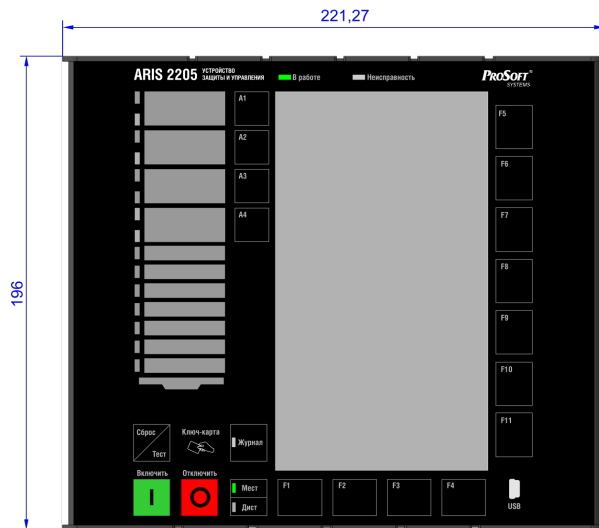 221,27
196
ARIS 2205 УСТРОЙСТВО
ЗАЩИТЫ И УПРАВЛЕНИЯ
В работе
Неисправность
PROSOFT®
SYSTEMS
A1
A2
A3
A4
F5
F6
F7
F8
F9
F10
F11
Сброс
Тест
Ключ-карта
Журнал
Включить
Отключить
I
O
Мест
Дист
F1
F2
F3
F4
USB